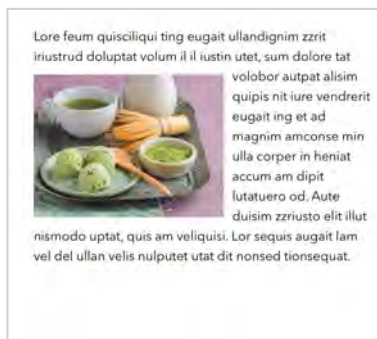 Lore feum quisciliqui ting eugait ullandignim zzrit
iriustrud doluptat volum il il iustin utet, sum dolore tat
volobor autpat alisim
quipis nit iure vendrerit
eugait ing et ad
magnim amconse min
ulla corper in heniat
accum am dipit
lutatuero od. Aute
duisim zzriusto elit illut
nismodo uptat, quis am veliquisi. Lor sequis augait lam
vel del ullan velis nulputet utat dit nonsed tionsequat.